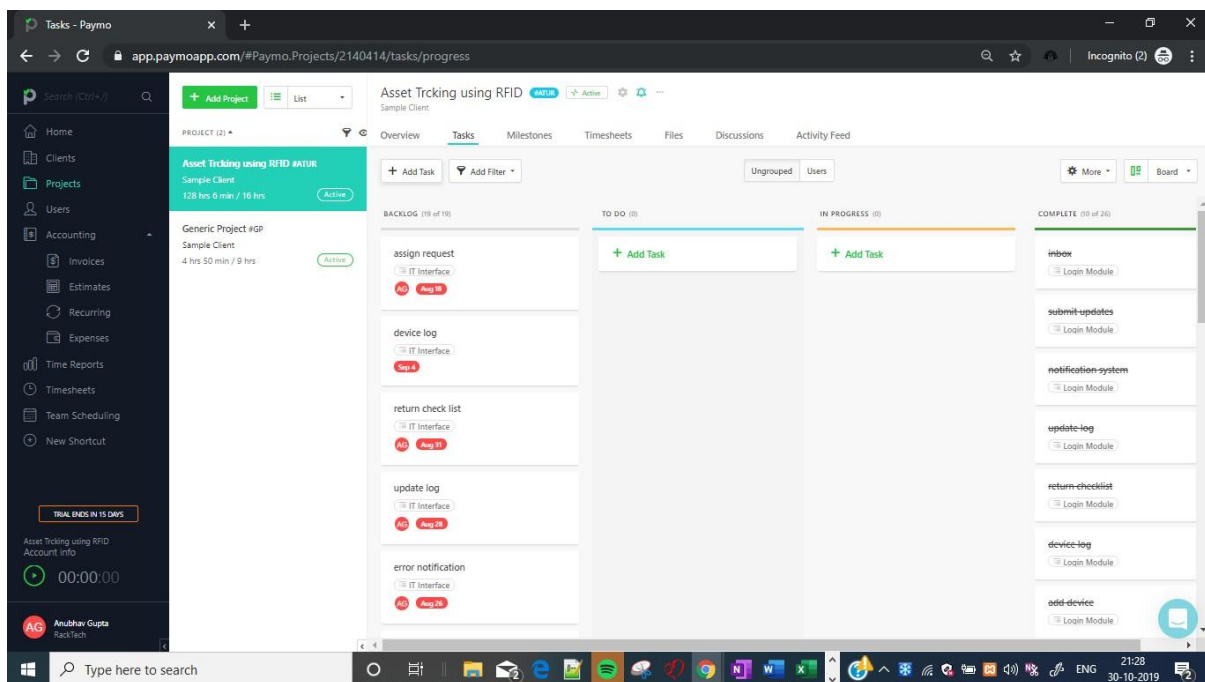 Tasks - Paymo
app.paymoapp.com/#Paymo.Projects/2140414/tasks/progress
Incognito (2)
Search (Ctrl+/)
Home
Clients
Projects
Users
Accounting
Invoices
Estimates
Recurring
Expenses
Time Reports
Timesheets
Team Scheduling
New Shortcut
TRIAL ENDS IN 15 DAYS
Asset Trcking using RFID
Account info
00:00:00
AG
Anubhav Gupta
RackTech
+ Add Project
List
PROJECT (2)
Asset Trcking using RFID #ATUR
Sample Client
128 hrs 6 min / 16 hrs
Active
Generic Project #GP
Sample Client
4 hrs 50 min / 9 hrs
Active
Asset Trcking using RFID #ATUR Active
Sample Client
Overview Tasks Milestones Timesheets Files Discussions Activity Feed
+ Add Task Add Filter Ungrouped Users More Board
BACKLOG (19 of 19)
assign request
IT Interface
AG Aug 18
device log
IT Interface
Sep 4
return check list
IT Interface
AG Aug 31
update log
IT Interface
AG Aug 28
error notification
IT Interface
AG Aug 26
TO DO (0)
+ Add Task
IN PROGRESS (0)
+ Add Task
COMPLETE (10 of 26)
inbox
Login Module
submit updates
Login Module
notification system
Login Module
update log
Login Module
return checklist
Login Module
device log
Login Module
add device
Login Module
Type here to search
ENG
21:28
30-10-2019